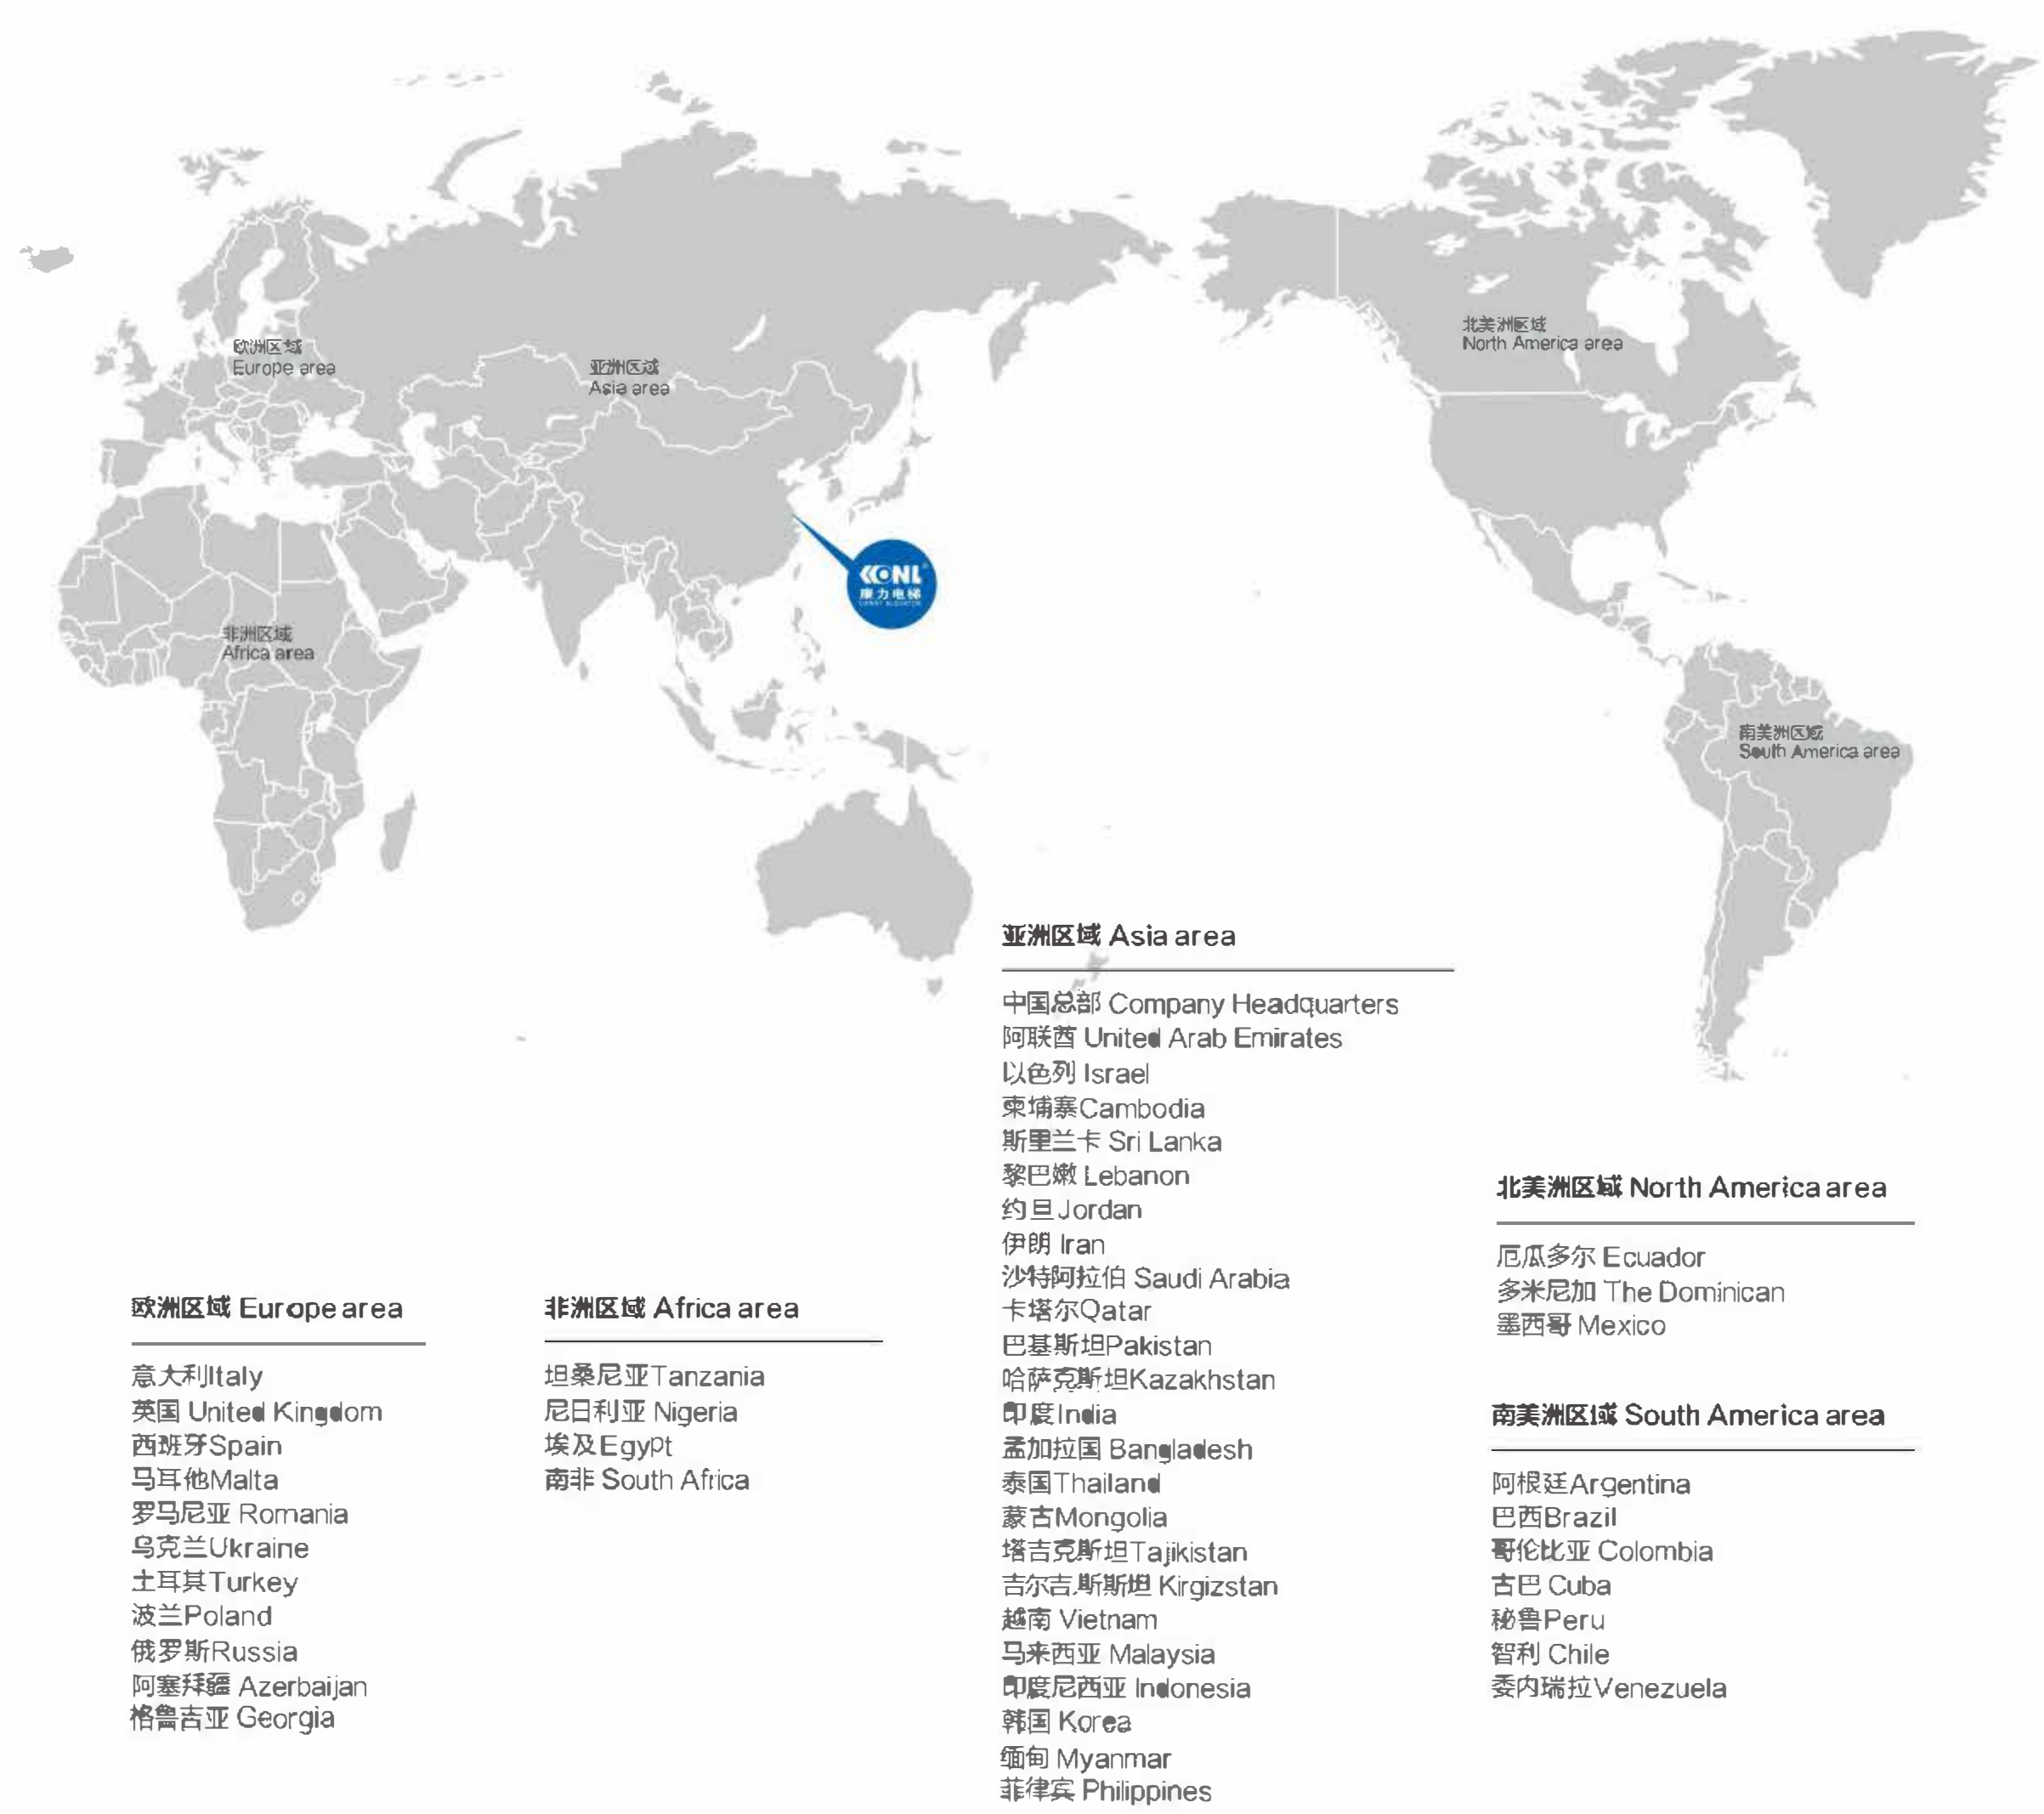 欧洲区域
Europe area
亚洲区域
Asia area
北美洲区域
North America area
KONL
康力电梯
非洲区域
Africa area
南美洲区域
South America area
亚洲区域 Asia area
中国总部 Company Headquarters
阿联酋 United Arab Emirates
以色列 Israel
柬埔寨Cambodia
斯里兰卡 Sri Lanka
黎巴嫩 Lebanon
约旦Jordan
伊朗 Iran
沙特阿拉伯 Saudi Arabia
卡塔尔Qatar
巴基斯坦Pakistan
哈萨克斯坦Kazakhstan
印度India
孟加拉国 Bangladesh
泰国Thailand
蒙古Mongolia
塔吉克斯坦Tajikistan
吉尔吉斯斯坦 Kirgizstan
越南 Vietnam
马来西亚 Malaysia
印度尼西亚 Indonesia
韩国 Korea
缅甸 Myanmar
菲律宾 Philippines
北美洲区域 North America area
厄瓜多尔 Ecuador
多米尼加 The Dominican
墨西哥 Mexico
欧洲区域 Europe area
意大利Italy
英国 United Kingdom
西班牙Spain
马耳他Malta
罗马尼亚 Romania
乌克兰Ukraine
土耳其Turkey
波兰Poland
俄罗斯Russia
阿塞拜疆 Azerbaijan
格鲁吉亚 Georgia
非洲区域 Africa area
坦桑尼亚Tanzania
尼日利亚 Nigeria
埃及Egypt
南非 South Africa
南美洲区域 South America area
阿根廷Argentina
巴西Brazil
哥伦比亚 Colombia
古巴 Cuba
秘鲁Peru
智利 Chile
委内瑞拉Venezuela